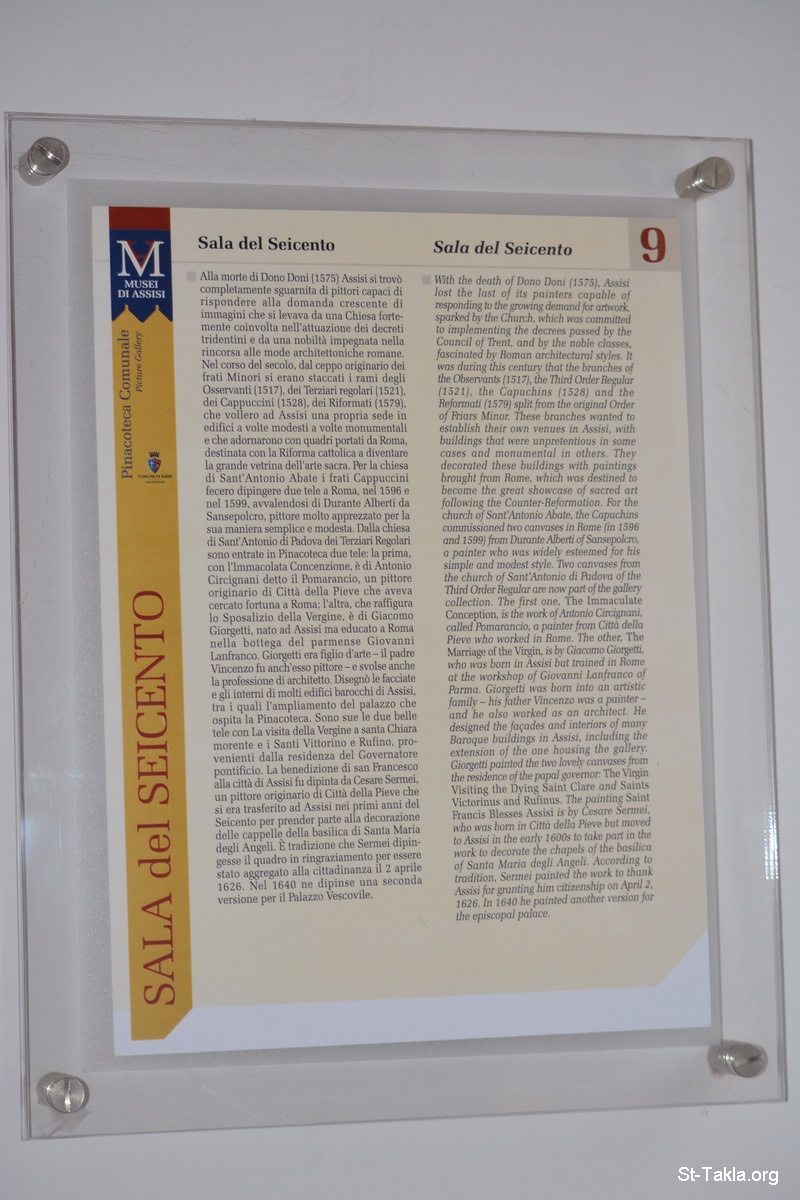 MUSEI
DI ASSISI
Pinacoteca Comunale
Picture Gallery
COMUNE DI ASSISI
SALA del SEICENTO
9
Sala del Seicento
Alla morte di Dono Doni (1575) Assisi si trovò
completamente sguarnita di pittori capaci di
rispondere alla domanda crescente di
immagini che si levava da una Chiesa forte-
mente coinvolta nell'attuazione dei decreti
tridentini e da una nobiltà impegnata nella
rincorsa alle mode architettoniche romane.
Nel corso del secolo, dal ceppo originario dei
frati Minori si erano staccati i rami degli
Osservanti (1517), dei Terziari regolari (1521),
dei Cappuccini (1528), dei Riformati (1579),
che vollero ad Assisi una propria sede in
edifici a volte modesti a volte monumentali
e che adornarono con quadri portati da Roma,
destinata con la Riforma cattolica a diventare
la grande vetrina dell'arte sacra. Per la chiesa
di Sant'Antonio Abate i frati Cappuccini
fecero dipingere due tele a Roma, nel 1596 e
nel 1599, avvalendosi di Durante Alberti da
Sansepolcro, pittore molto apprezzato per la
sua maniera semplice e modesta. Dalla chiesa
di Sant'Antonio di Padova dei Terziari Regolari
sono entrate in Pinacoteca due tele: la prima,
con l'Immacolata Concenzione, è di Antonio
Circignani detto il Pomarancio, un pittore
originario di Città della Pieve che aveva
cercato fortuna a Roma; l'altra, che raffigura
lo Sposalizio della Vergine, è di Giacomo
Giorgetti, nato ad Assisi ma educato a Roma
nella bottega del parmense Giovanni
Lanfranco. Giorgetti era figlio d'arte – il padre
Vincenzo fu anch'esso pittore – e svolse anche
la professione di architetto. Disegnò le facciate
e gli interni di molti edifici barocchi di Assisi,
tra i quali l'ampliamento del palazzo che
ospita la Pinacoteca. Sono sue le due belle
tele con La visita della Vergine a santa Chiara
morente e i Santi Vittorino e Rufino, pro-
venienti dalla residenza del Governatore
pontificio. La benedizione di san Francesco
alla città di Assisi fu dipinta da Cesare Sermei,
un pittore originario di Città della Pieve che
si era trasferito ad Assisi nei primi anni del
Seicento per prender parte alla decorazione
delle cappelle della basilica di Santa Maria
degli Angeli. È tradizione che Sermei dipin-
gesse il quadro in ringraziamento per essere
stato aggregato alla cittadinanza il 2 aprile
1626. Nel 1640 ne dipinse una seconda
versione per il Palazzo Vescovile.
Sala del Seicento
With the death of Dono Doni (1575), Assisi
lost the last of its painters capable of
responding to the growing demand for artwork,
sparked by the Church, which was committed
to implementing the decrees passed by the
Council of Trent, and by the noble classes,
fascinated by Roman architectural styles. It
was during this century that the branches of
the Observants (1517), the Third Order Regular
(1521), the Capuchins (1528) and the
Reformati (1579) split from the original Order
of Friars Minor. These branches wanted to
establish their own venues in Assisi, with
buildings that were unpretentious in some
cases and monumental in others. They
decorated these buildings with paintings
brought from Rome, which was destined to
become the great showcase of sacred art
following the Counter-Reformation. For the
church of Sant'Antonio Abate, the Capuchins
commissioned two canvases in Rome (in 1596
and 1599) from Durante Alberti of Sansepolcro,
a painter who was widely esteemed for his
simple and modest style. Two canvases from
the church of Sant'Antonio di Padova of the
Third Order Regular are now part of the gallery
collection. The first one, The Immaculate
Conception, is the work of Antonio Circignani,
called Pomarancio, a painter from Città della
Pieve who worked in Rome. The other, The
Marriage of the Virgin, is by Giacomo Giorgetti,
who was born in Assisi but trained in Rome
at the workshop of Giovanni Lanfranco of
Parma. Giorgetti was born into an artistic
family – his father Vincenzo was a painter –
and he also worked as an architect. He
designed the façades and interiors of many
Baroque buildings in Assisi, including the
extension of the one housing the gallery.
Giorgetti painted the two lovely canvases from
the residence of the papal governor: The Virgin
Visiting the Dying Saint Clare and Saints
Victorinus and Rufinus. The painting Saint
Francis Blesses Assisi is by Cesare Sermei,
who was born in Città della Pieve but moved
to Assisi in the early 1600s to take part in the
work to decorate the chapels of the basilica
of Santa Maria degli Angeli. According to
tradition, Sermei painted the work to thank
Assisi for granting him citizenship on April 2,
1626. In 1640 he painted another version for
the episcopal palace.
St-Takla.org